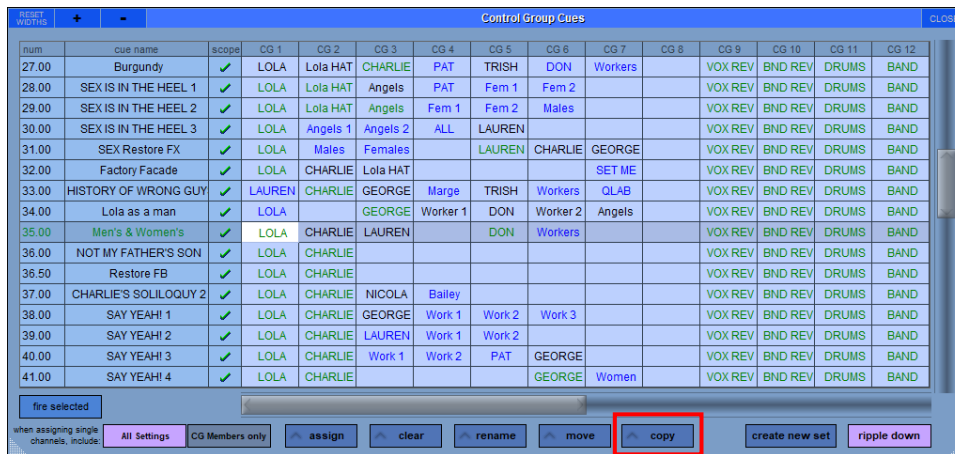 RESET WIDTHS + - Control Group Cues CLOSE
num cue name scope CG 1 CG 2 CG 3 CG 4 CG 5 CG 6 CG 7 CG 8 CG 9 CG 10 CG 11 CG 12
27.00 Burgundy LOLA Lola HAT CHARLIE PAT TRISH DON Workers VOX REV BND REV DRUMS BAND
28.00 SEX IS IN THE HEEL 1 LOLA Lola HAT Angels PAT Fem 1 Fem 2 VOX REV BND REV DRUMS BAND
29.00 SEX IS IN THE HEEL 2 LOLA Lola HAT Angels Fem 1 Fem 2 Males VOX REV BND REV DRUMS BAND
30.00 SEX IS IN THE HEEL 3 LOLA Angels 1 Angels 2 ALL LAUREN VOX REV BND REV DRUMS BAND
31.00 SEX Restore FX LOLA Males Females LAUREN CHARLIE GEORGE VOX REV BND REV DRUMS BAND
32.00 Factory Facade LOLA CHARLIE Lola HAT SET ME VOX REV BND REV DRUMS BAND
33.00 HISTORY OF WRONG GUY LAUREN CHARLIE GEORGE Marge TRISH Workers QLAB VOX REV BND REV DRUMS BAND
34.00 Lola as a man LOLA GEORGE Worker 1 DON Worker 2 Angels VOX REV BND REV DRUMS BAND
35.00 Men's & Women's LOLA CHARLIE LAUREN DON Workers VOX REV BND REV DRUMS BAND
36.00 NOT MY FATHER'S SON LOLA CHARLIE VOX REV BND REV DRUMS BAND
36.50 Restore FB LOLA CHARLIE VOX REV BND REV DRUMS BAND
37.00 CHARLIE'S SOLILOQUY 2 LOLA CHARLIE NICOLA Bailey VOX REV BND REV DRUMS BAND
38.00 SAY YEAH! 1 LOLA CHARLIE GEORGE Work 1 Work 2 Work 3 VOX REV BND REV DRUMS BAND
39.00 SAY YEAH! 2 LOLA CHARLIE LAUREN Work 1 Work 2 VOX REV BND REV DRUMS BAND
40.00 SAY YEAH! 3 LOLA CHARLIE Work 1 Work 2 PAT GEORGE VOX REV BND REV DRUMS BAND
41.00 SAY YEAH! 4 LOLA CHARLIE GEORGE Women VOX REV BND REV DRUMS BAND
fire selected
when assigning single channels, include: All Settings CG Members only assign clear rename move copy create new set ripple down